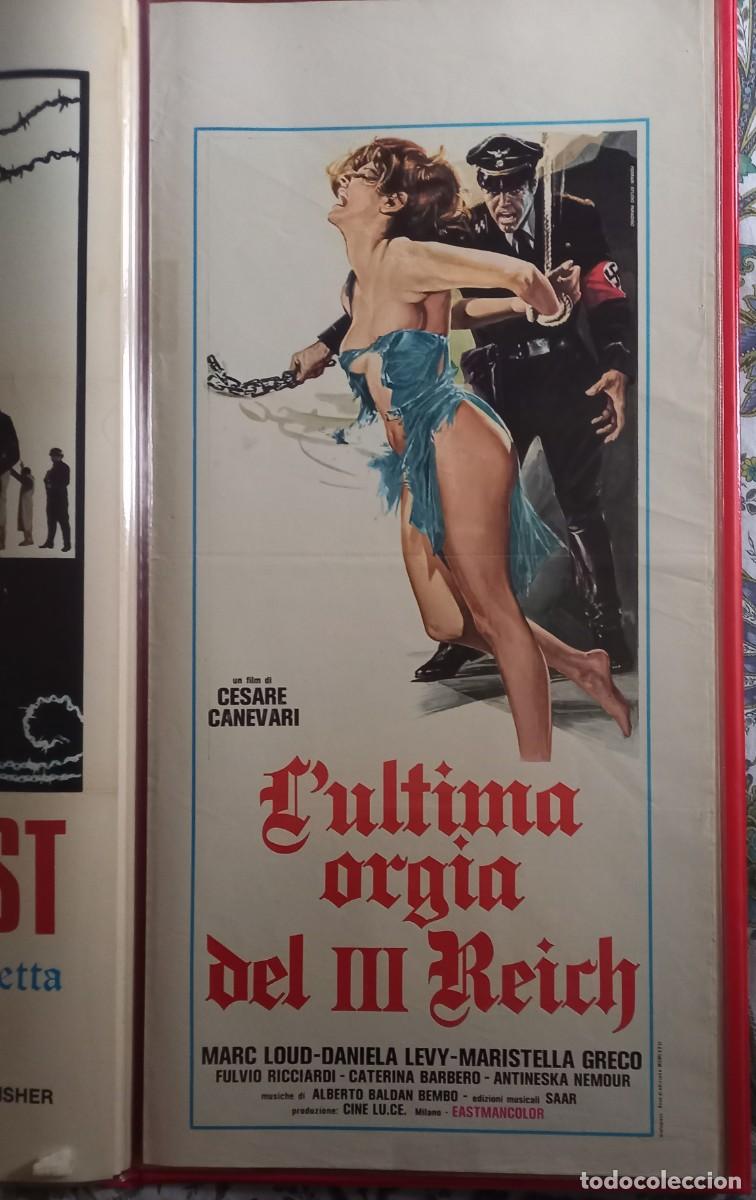 ST
etta
USHER
un film di
CESARE
CANEVARI
L'ultima
orgia
del III Reich
MARC LOUD-DANIELA LEVY-MARISTELLA GRECO
FULVIO RICCIARDI - CATERINA BARBERO - ANTINESKA NEMOUR
musiche di ALBERTO BALDAN BEMBO - edizioni musicali SAAR
produzione: CINE LU.CE. Milano - EASTMANCOLOR
todocoleccion